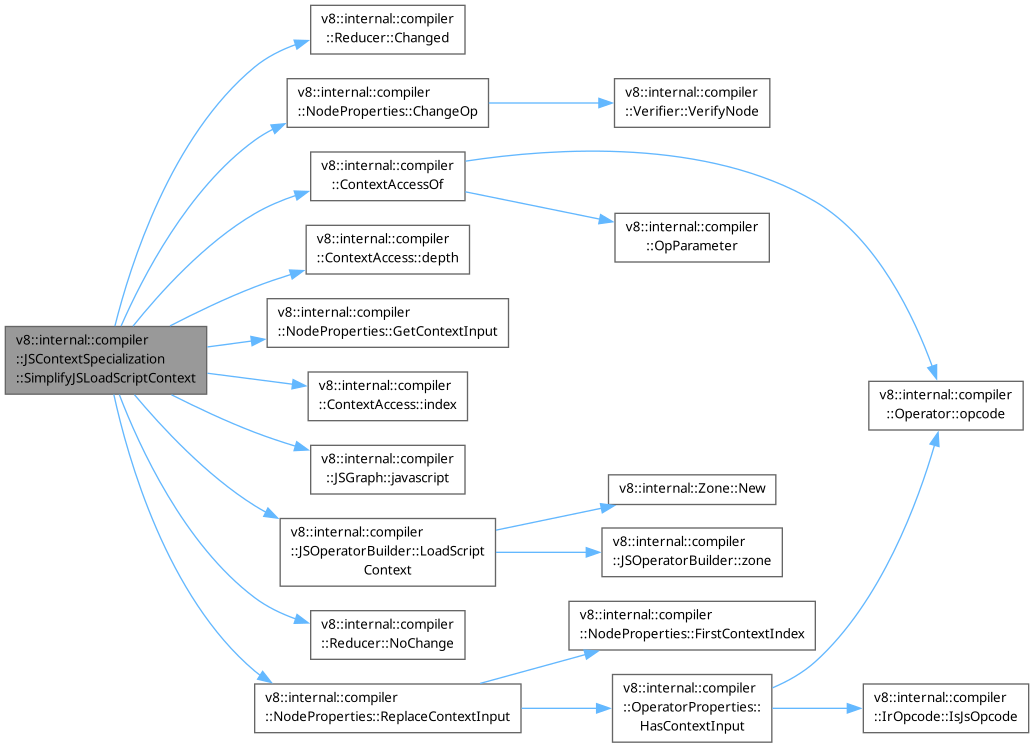 v8::internal::compiler
::Reducer::Changed
v8::internal::compiler
::NodeProperties::ChangeOp
v8::internal::compiler
::Verifier::VerifyNode
v8::internal::compiler
::ContextAccessOf
v8::internal::compiler
::OpParameter
v8::internal::compiler
::ContextAccess::depth
v8::internal::compiler
::NodeProperties::GetContextInput
v8::internal::compiler
::JSContextSpecialization
::SimplifyJSLoadScriptContext
v8::internal::compiler
::ContextAccess::index
v8::internal::compiler
::Operator::opcode
v8::internal::compiler
::JSGraph::javascript
v8::internal::Zone::New
v8::internal::compiler
::JSOperatorBuilder::LoadScript
Context
v8::internal::compiler
::JSOperatorBuilder::zone
v8::internal::compiler
::Reducer::NoChange
v8::internal::compiler
::NodeProperties::FirstContextIndex
v8::internal::compiler
::NodeProperties::ReplaceContextInput
v8::internal::compiler
::OperatorProperties::
HasContextInput
v8::internal::compiler
::IrOpcode::IsJsOpcode